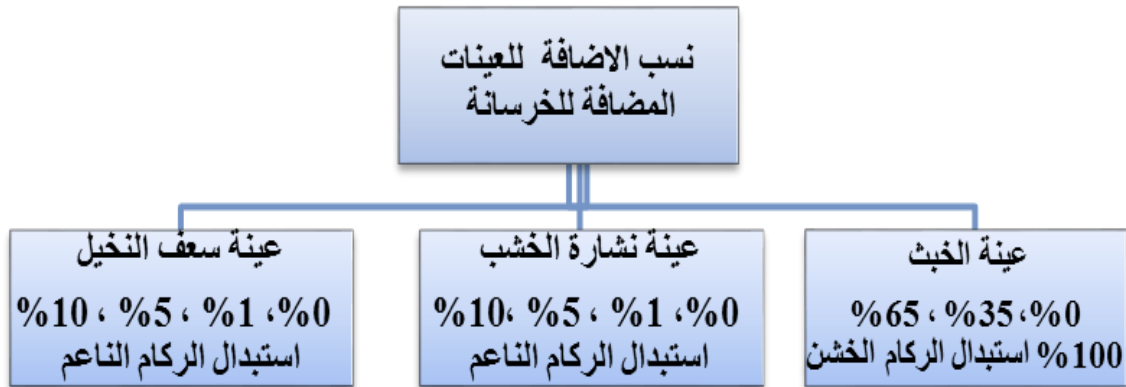 نسب الاضافة للعينات
المضافة للخرسانة
عينة الخبث
%0،%35 ، %65
%100 استبدال الركام الخشن
عينة نشارة الخشب
%0،%1 ، %5 ،%10
استبدال الركام الناعم
عينة سعف النخيل
%0،%1 ، %5 ، %10
استبدال الركام الناعم